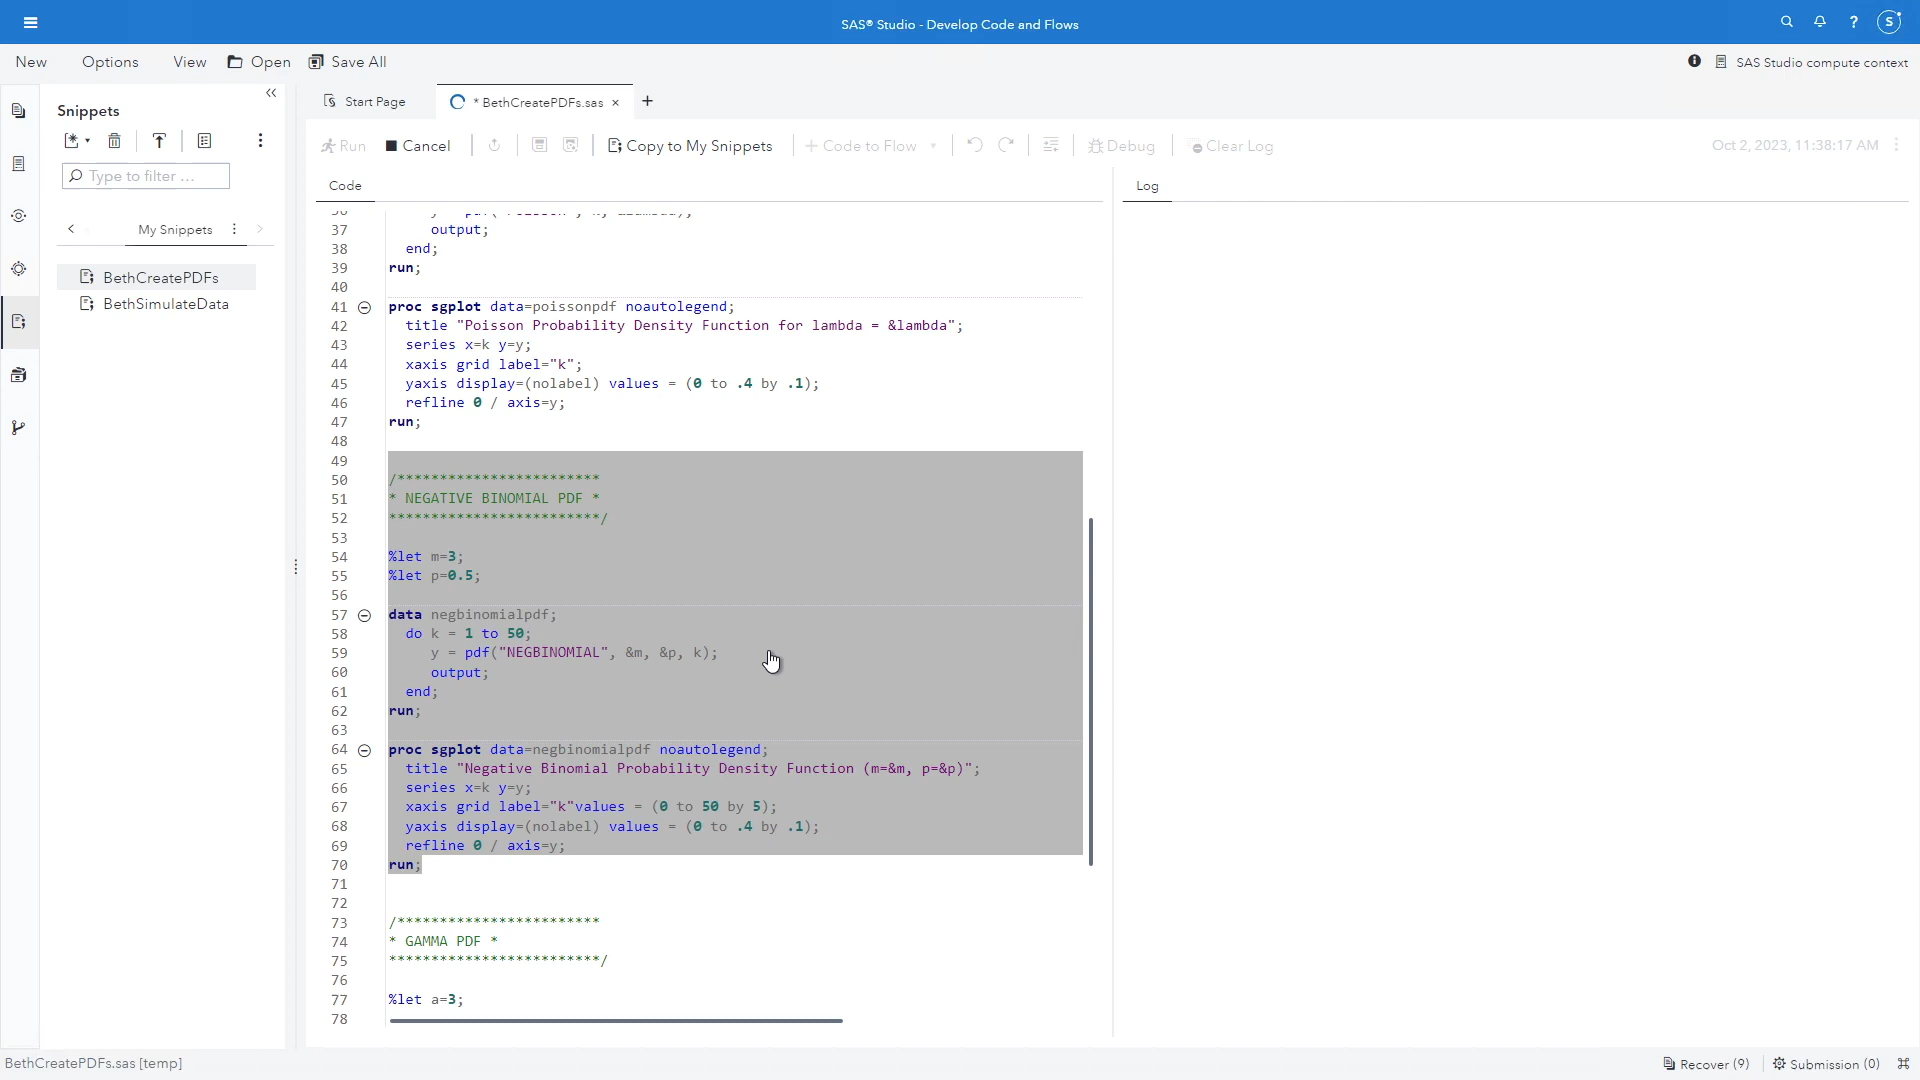 SAS® Studio - Develop Code and Flows
S
New Options View Open Save All
SAS Studio compute context
Snippets
Type to filter ...
My Snippets
BethCreatePDFs
BethSimulateData
Start Page
* BethCreatePDFs.sas × +
Run Cancel Copy to My Snippets + Code to Flow Debug Clear Log
Oct 2, 2023, 11:38:17 AM
Code
Log
37 output;
38 end;
39 run;
40
41 proc sgplot data=poissonpdf noautolegend;
42 title "Poisson Probability Density Function for lambda = &lambda";
43 series x=k y=y;
44 xaxis grid label="k";
45 yaxis display=(nolabel) values = (0 to .4 by .1);
46 refline 0 / axis=y;
47 run;
48
49
50 /************************
51 * NEGATIVE BINOMIAL PDF *
52 *************************/
53
54 %let m=3;
55 %let p=0.5;
56
57 data negbinomialpdf;
58 do k = 1 to 50;
59 y = pdf("NEGBINOMIAL", &m, &p, k);
60 output;
61 end;
62 run;
63
64 proc sgplot data=negbinomialpdf noautolegend;
65 title "Negative Binomial Probability Density Function (m=&m, p=&p)";
66 series x=k y=y;
67 xaxis grid label="k"values = (0 to 50 by 5);
68 yaxis display=(nolabel) values = (0 to .4 by .1);
69 refline 0 / axis=y;
70 run;
71
72
73 /************************
74 * GAMMA PDF *
75 *************************/
76
77 %let a=3;
78
BethCreatePDFs.sas [temp]
Recover (9) Submission (0)